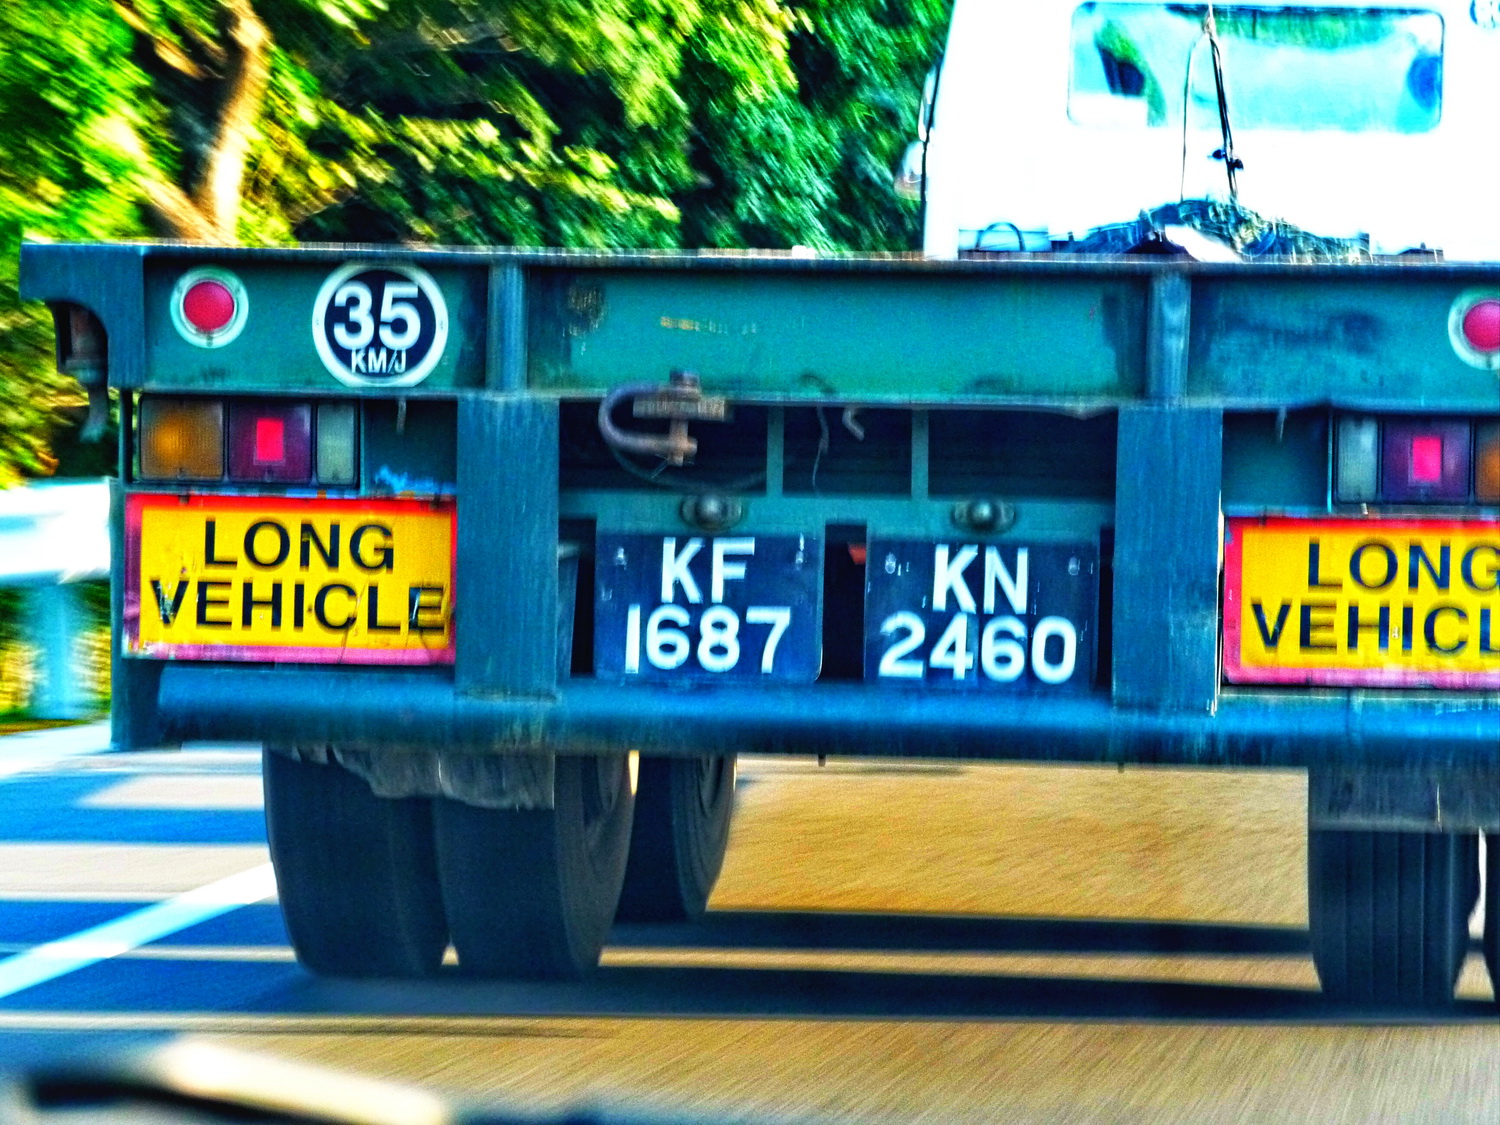 35
KM/J
LONG
VEHICLE
KF
1687
KN
2460
LONG
VEHICL